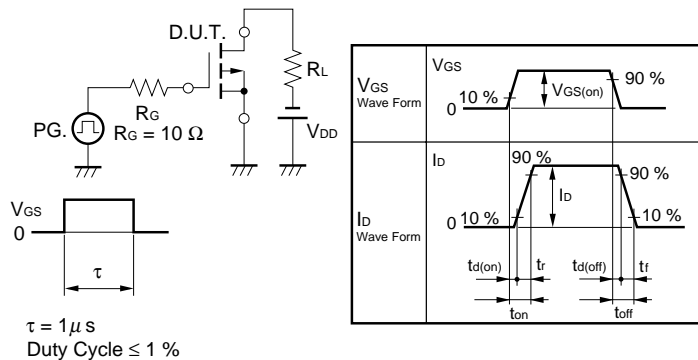 D.U.T.
RL
RG
RG = 10 Ω
PG.
VDD
VGS
0
τ
τ = 1μs
Duty Cycle ≤ 1 %
VGS
Wave Form
VGS
10 %
0
VGS(on)
90 %
ID
Wave Form
ID
90 %
90 %
0
10 %
ID
10 %
td(on)
tr
td(off)
tf
ton
toff